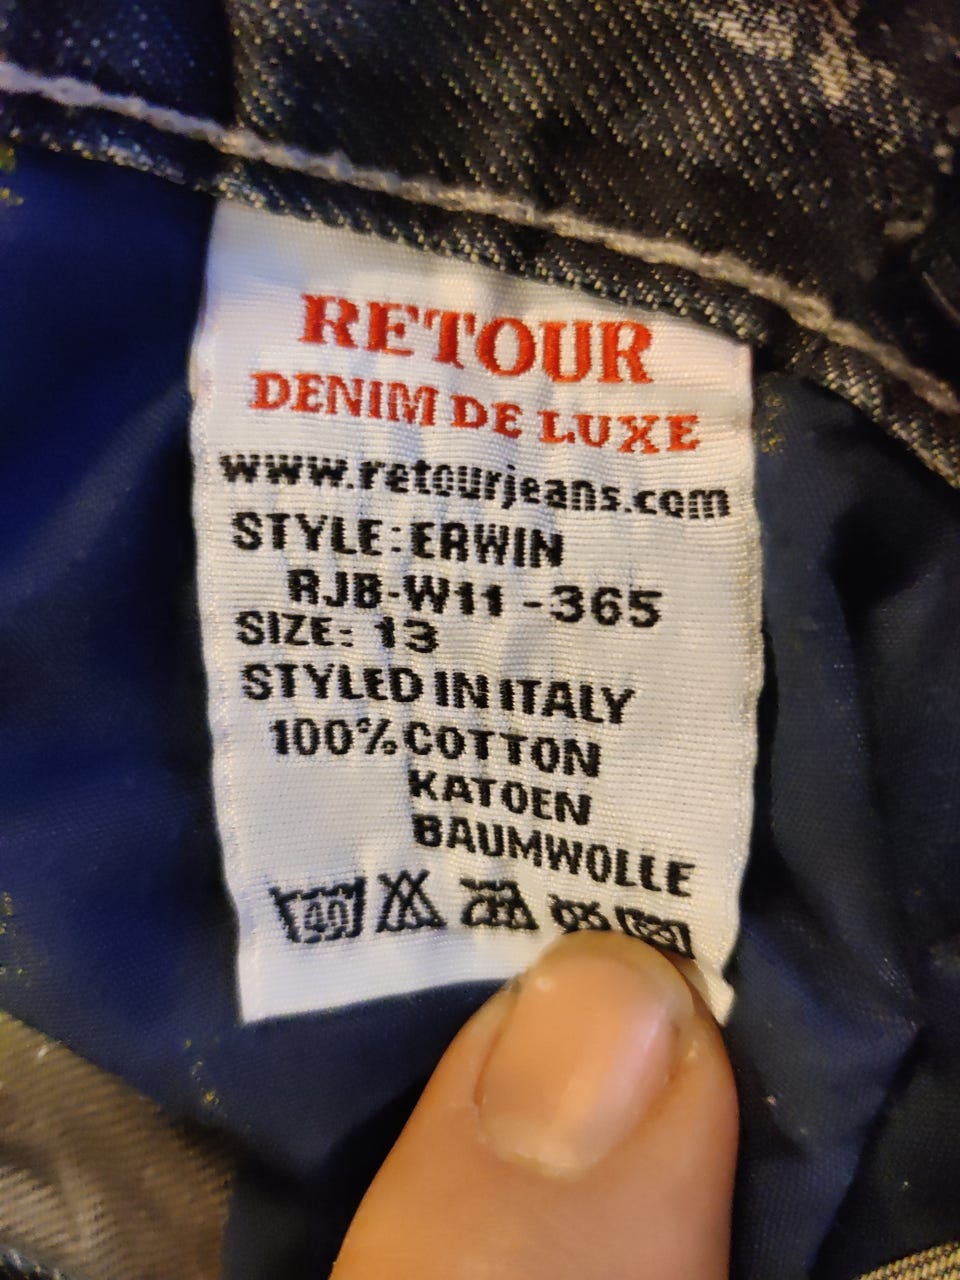 RETOUR
DENIM DE LUXE
www.retourjeans.com
STYLE:ERWIN
RJB-W11-365
SIZE: 13
STYLED IN ITALY
100% COTTON
KATOEN
BAUMWOLLE
40